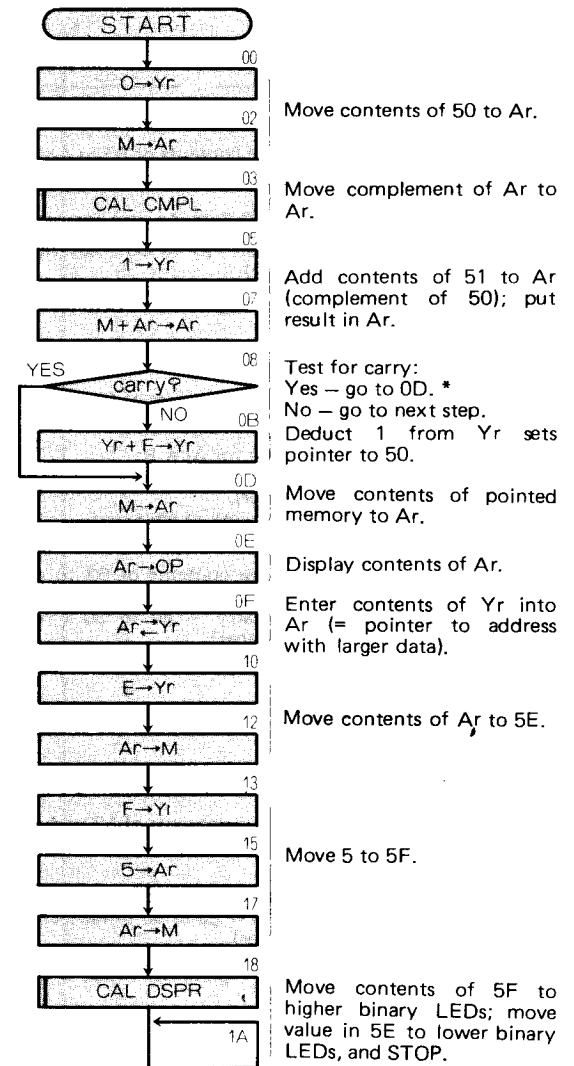 START
00
0→Yr
02
M→Ar
Move contents of 50 to Ar.
03
CAL CMPL
Move complement of Ar to
Ar.
05
1→Yr
07
M+Ar→Ar
Add contents of 51 to Ar
(complement of 50); put
result in Ar.
08
YES
carry?
NO
Test for carry:
Yes – go to 0D. *
No – go to next step.
0B
Yr+F→Yr
Deduct 1 from Yr sets
pointer to 50.
0D
M→Ar
Move contents of pointed
memory to Ar.
0E
Ar→OP
Display contents of Ar.
0F
Ar⇄Yr
Enter contents of Yr into
Ar (= pointer to address
with larger data).
10
E→Yr
12
Ar→M
Move contents of Ar to 5E.
13
F→Yr
15
5→Ar
17
Ar→M
Move 5 to 5F.
18
CAL DSPR
1A
Move contents of 5F to
higher binary LEDs; move
value in 5E to lower binary
LEDs, and STOP.